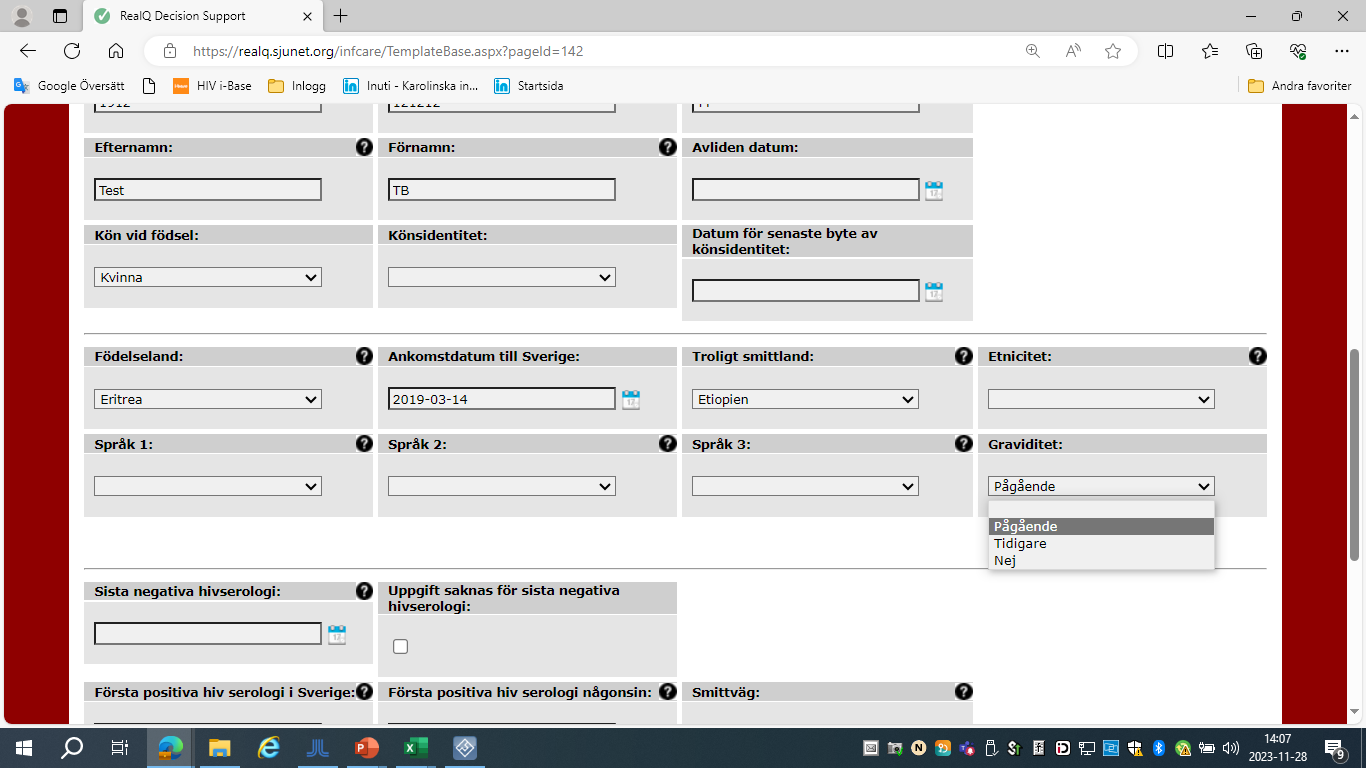 RealQ Decision Support
https://realq.sjunet.org/infcare/TemplateBase.aspx?pageId=142
Google Översätt
HIV i-Base
Inlogg
Inuti - Karolinska in...
Startsida
Andra favoriter
Efternamn:
Förnamn:
Avliden datum:
Test
TB
Kön vid födsel:
Könsidentitet:
Datum för senaste byte av
könsidentitet:
Kvinna
Födelseland:
Ankomstdatum till Sverige:
Troligt smittland:
Etnicitet:
Eritrea
2019-03-14
Etiopien
Språk 1:
Språk 2:
Språk 3:
Graviditet:
Pågående
Pågående
Tidigare
Nej
Sista negativa hivserologi:
Uppgift saknas för sista negativa
hivserologi:
Första positiva hiv serologi i Sverige:
Första positiva hiv serologi någonsin:
Smittväg:
14:07
2023-11-28
9